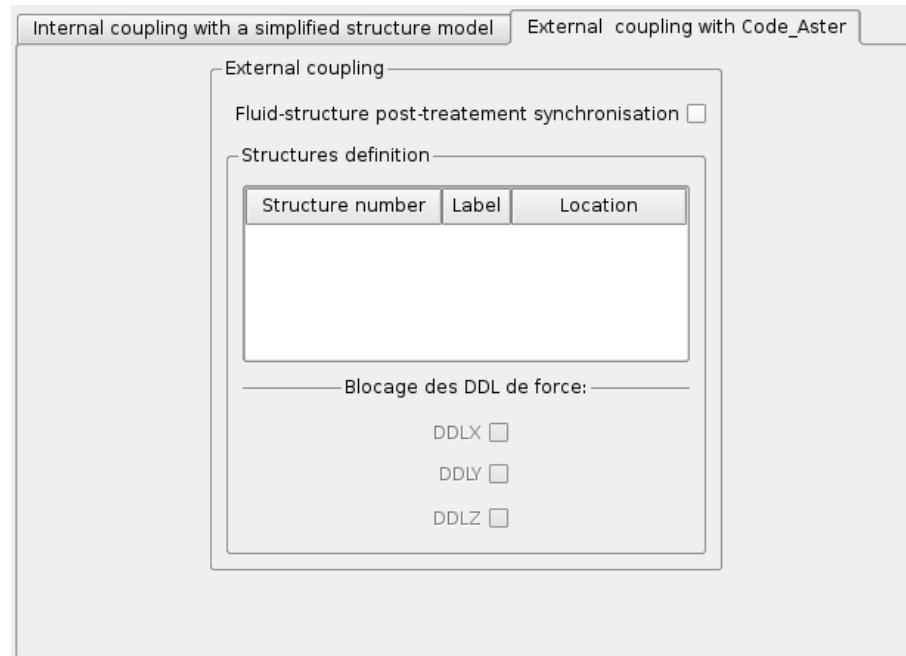 Internal coupling with a simplified structure model
External coupling with Code_Aster
External coupling
Fluid-structure post-treatement synchronisation
Structures definition
Structure number Label Location
Blocage des DDL de force:
DDLX
DDLY
DDLZ